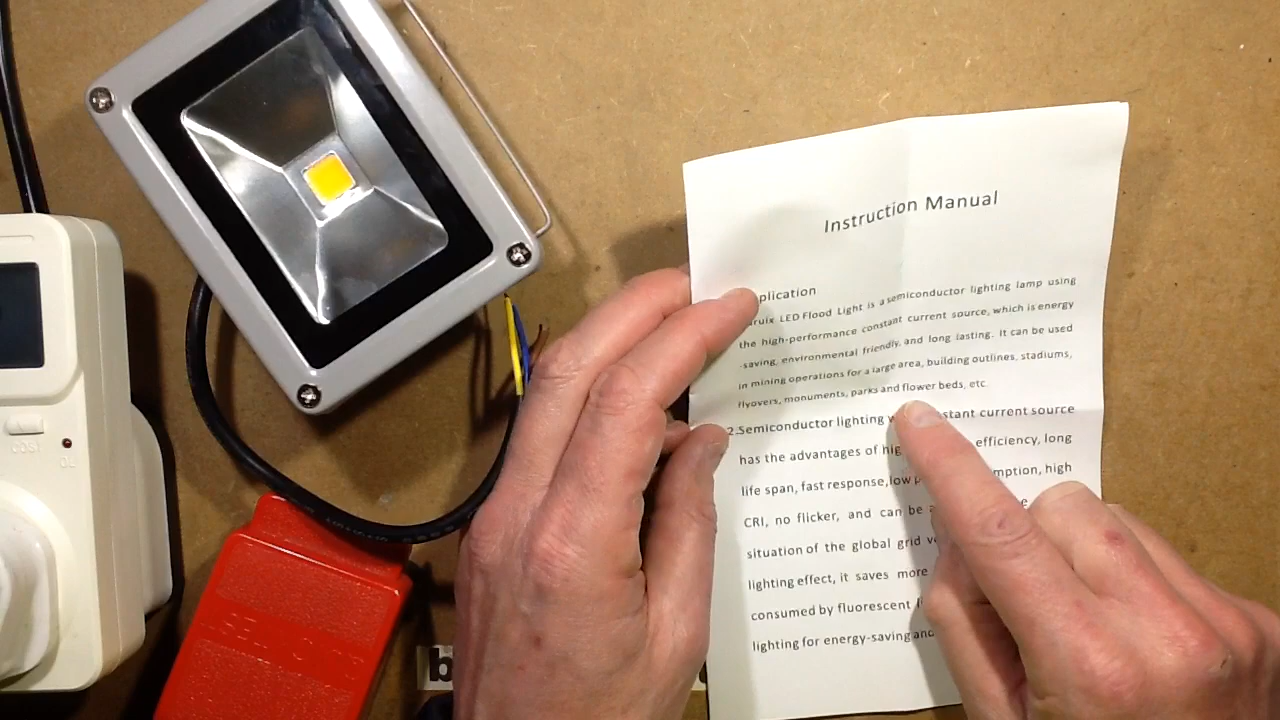 Instruction Manual
plication
LED Flood Light is a semiconductor lighting lamp using
the high-performance constant current source, which is energy
saving, environmental friendly, and long lasting. It can be used
in mining operations for a large area, building outlines, stadiums,
flyovers, monuments, parks and flower beds, etc.
2.Semiconductor lighting w stant current source
has the advantages of hig efficiency, long
life span, fast response,low p mption, high
CRI, no flicker, and can be a e
situation of the global grid v
lighting effect, it saves more
consumed by fluorescent
lighting for energy-saving and
COST
b